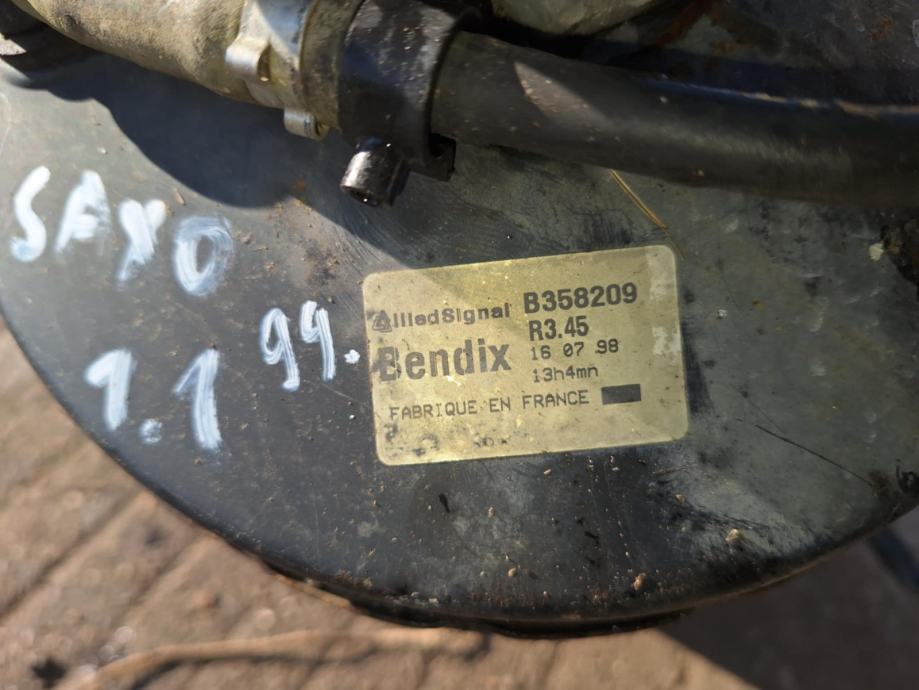 SAXO
1.1 99.
AlliedSignal B358209
R3.45
Bendix 16 07 98
13h4mn
FABRIQUE EN FRANCE